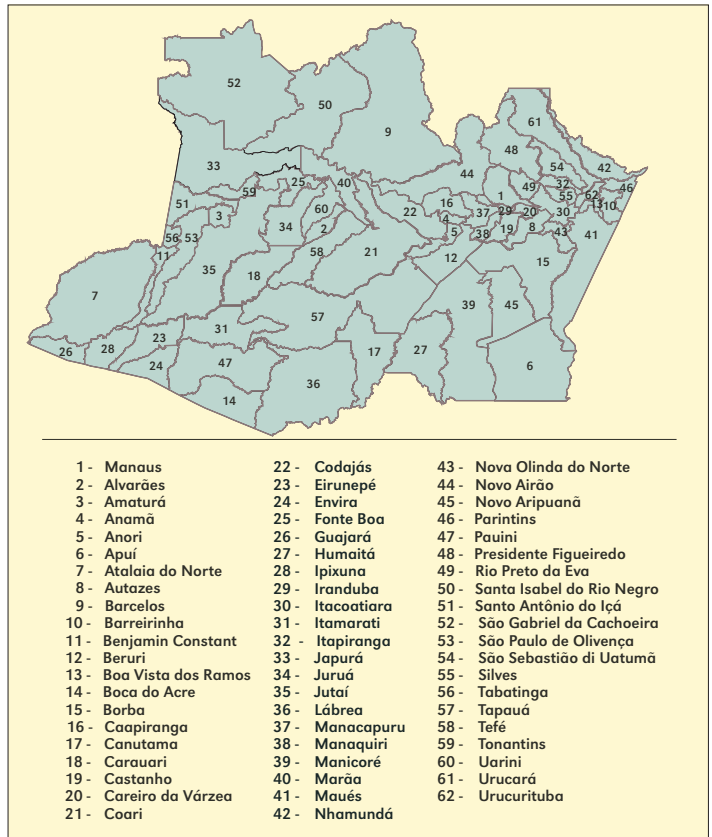 52
50
61
9
48
54
42
33
44
32
46
25
40
49
59
62
1
55
51
16
13
10
60
22
29
20
30
37
3
4
34
2
5
38
19
8
43
41
56
53
58
21
11
12
15
35
18
7
39
45
57
31
23
26
28
17
27
24
47
6
36
14
1 - Manaus
2 - Alvarães
3 - Amaturá
4 - Anamã
5 - Anori
6 - Apuí
7 - Atalaia do Norte
8 - Autazes
9 - Barcelos
10 - Barreirinha
11 - Benjamin Constant
12 - Beruri
13 - Boa Vista dos Ramos
14 - Boca do Acre
15 - Borba
16 - Caapiranga
17 - Canutama
18 - Carauari
19 - Castanho
20 - Careiro da Várzea
21 - Coari
22 - Codajás
23 - Eirunepé
24 - Envira
25 - Fonte Boa
26 - Guajará
27 - Humaitá
28 - Ipixuna
29 - Iranduba
30 - Itacoatiara
31 - Itamarati
32 - Itapiranga
33 - Japurá
34 - Juruá
35 - Jutaí
36 - Lábrea
37 - Manacapuru
38 - Manaquiri
39 - Manicoré
40 - Marãa
41 - Maués
42 - Nhamundá
43 - Nova Olinda do Norte
44 - Novo Airão
45 - Novo Aripuanã
46 - Parintins
47 - Pauini
48 - Presidente Figueiredo
49 - Rio Preto da Eva
50 - Santa Isabel do Rio Negro
51 - Santo Antônio do Içá
52 - São Gabriel da Cachoeira
53 - São Paulo de Olivença
54 - São Sebastião di Uatumã
55 - Silves
56 - Tabatinga
57 - Tapauá
58 - Tefé
59 - Tonantins
60 - Uarini
61 - Urucará
62 - Urucurituba